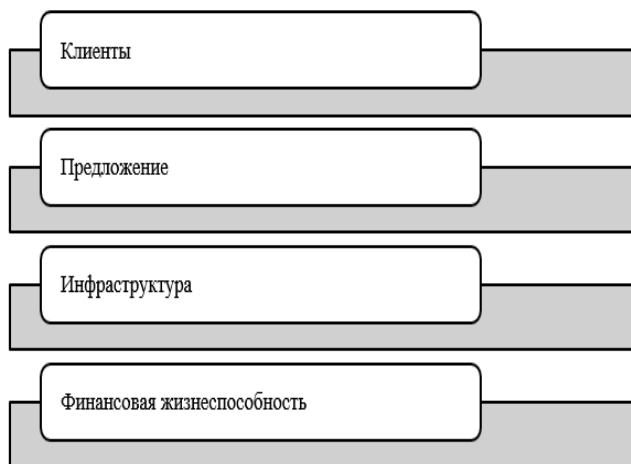 Клиенты
Предложение
Инфраструктура
Финансовая жизнеспособность